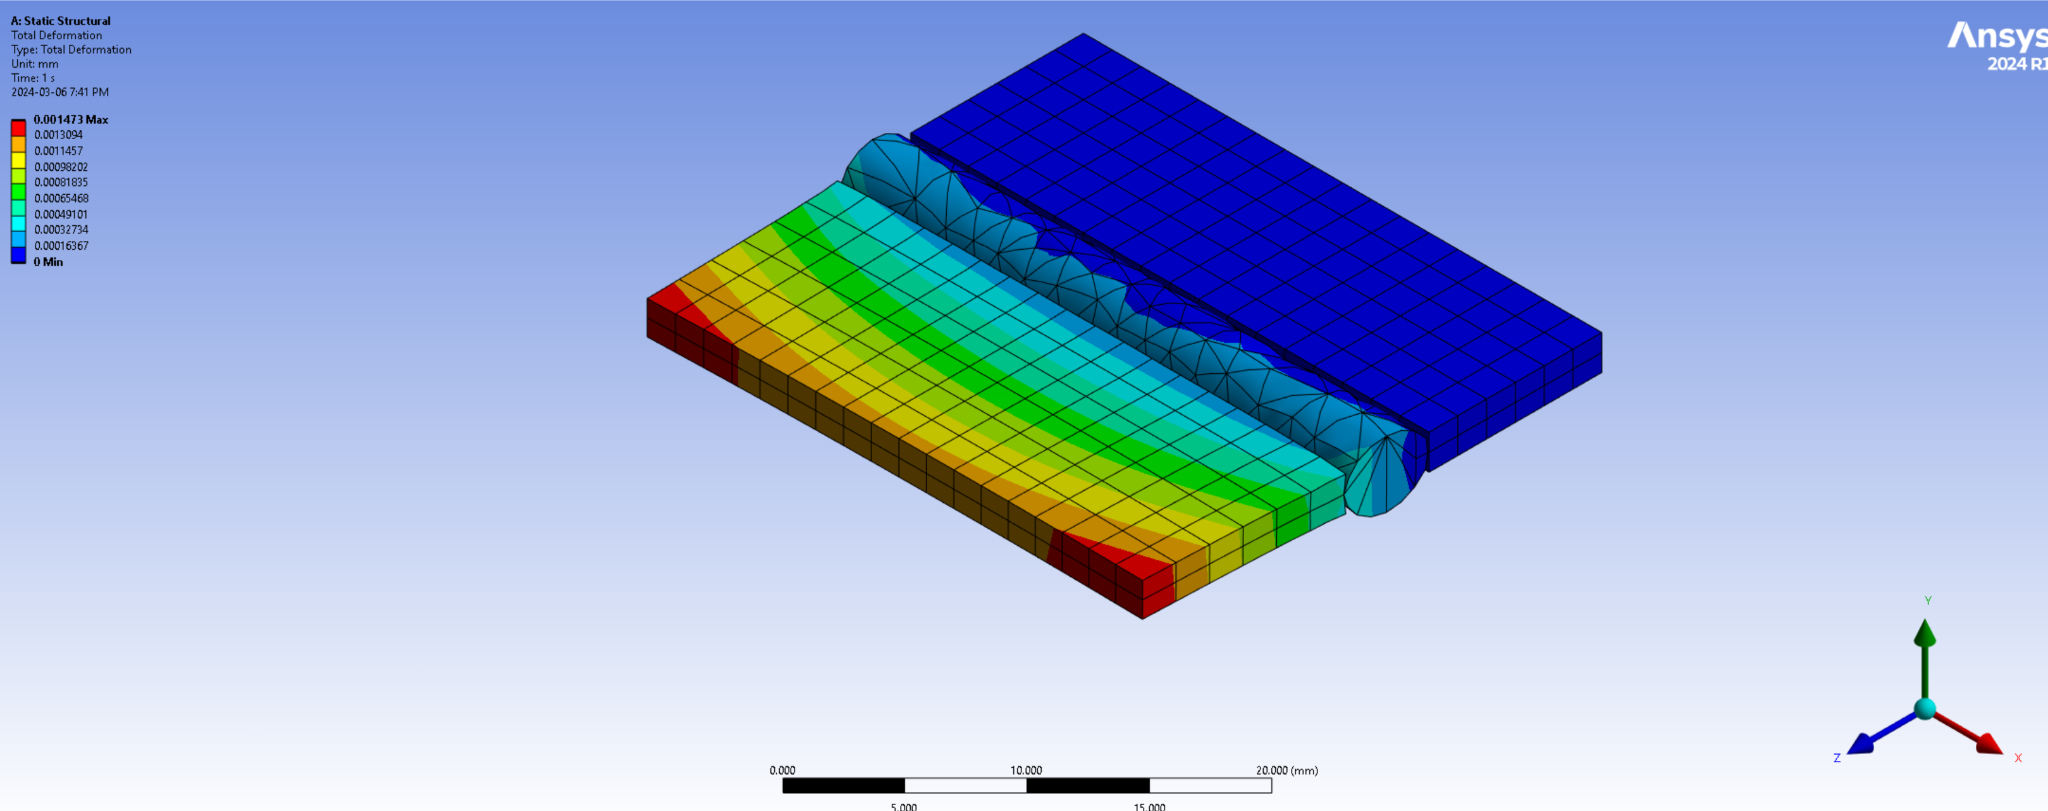 A: Static Structural
Total Deformation
Type: Total Deformation
Unit: mm
Time: 1 s
2024-03-06 7:41 PM
0.001473 Max
0.0013094
0.0011457
0.00098202
0.00081835
0.00065468
0.00049101
0.00032734
0.00016367
0 Min
Ansys
2024 R1
Y
Z
X
0.000 10.000 20.000 (mm)
5.000 15.000